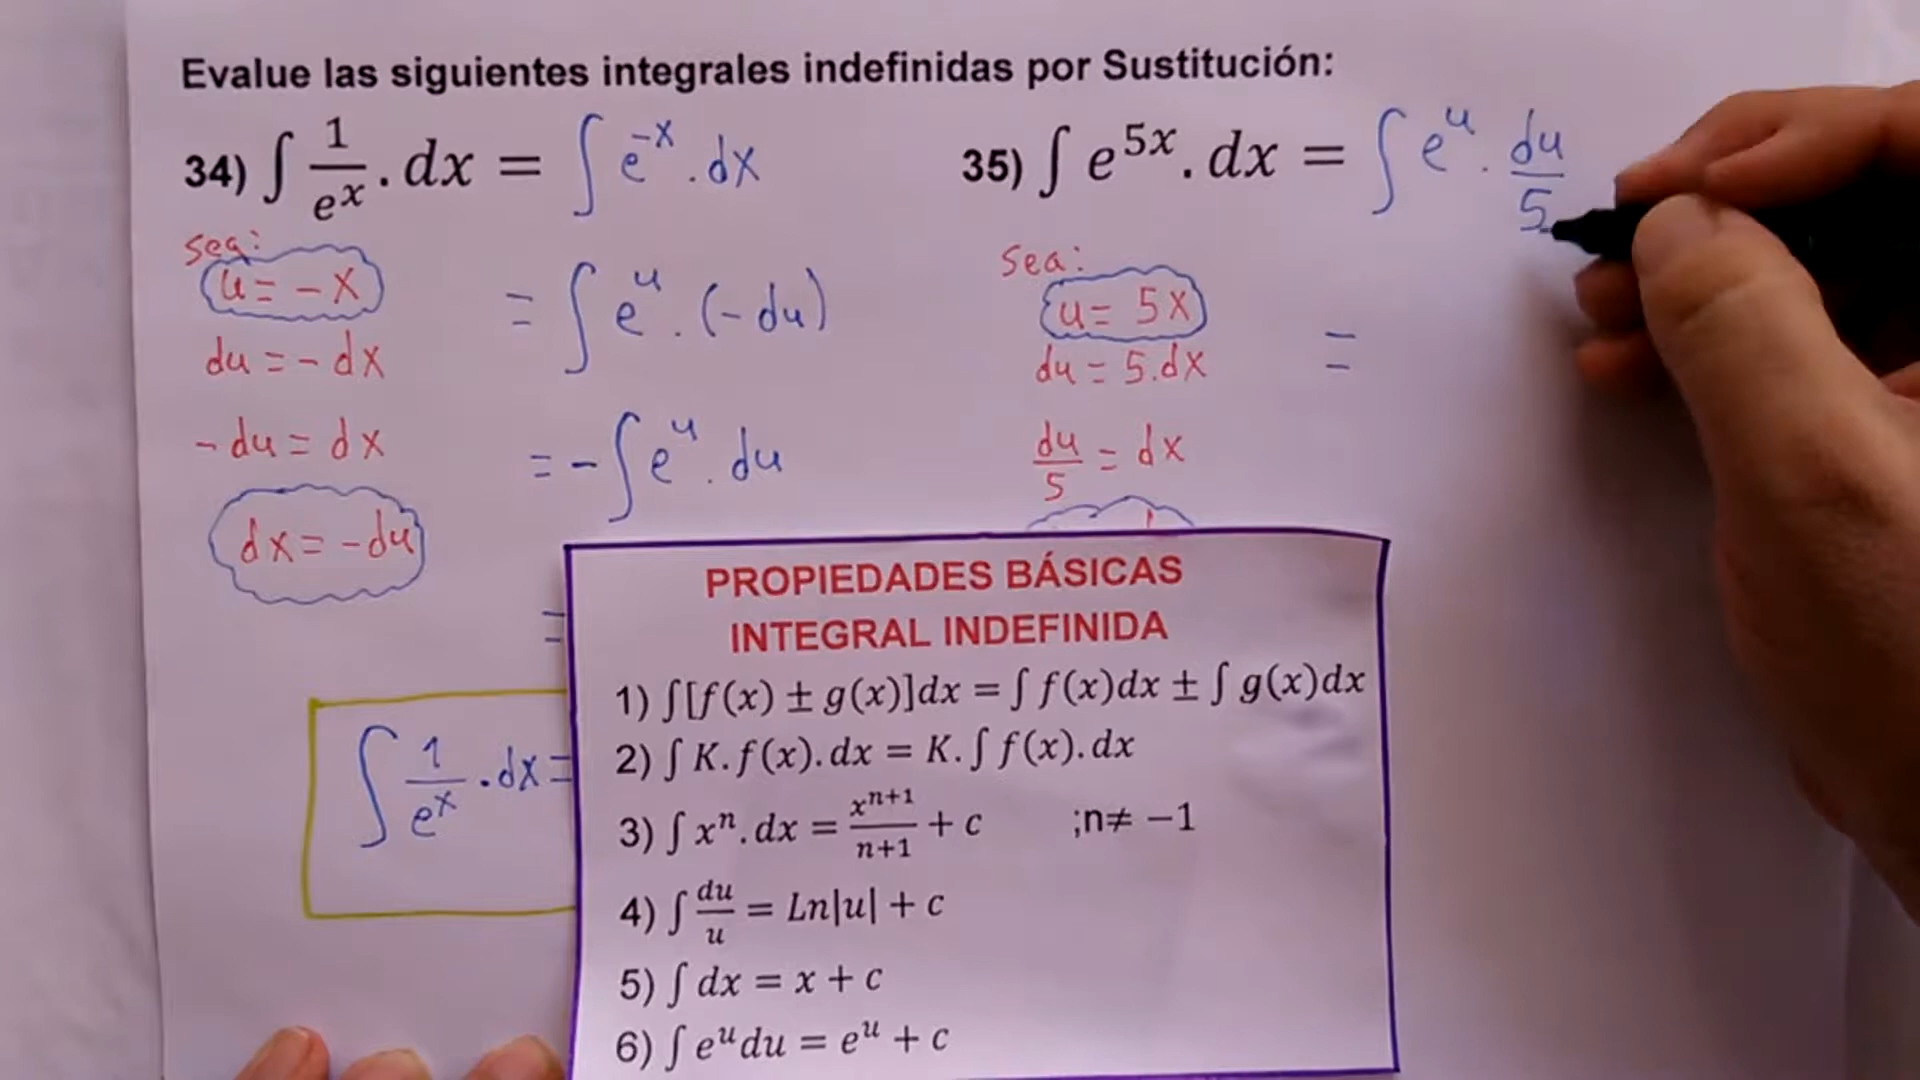 Evalue las siguientes integrales indefinidas por Sustitución:
34) ∫ 1/eˣ . dx = ∫ e⁻ˣ . dx
sea:
u = -x
du = - dx
- du = dx
dx = -du
= ∫ eᵘ . (-du)
= - ∫ eᵘ . du
=
∫ 1/eˣ . dx =
35) ∫ e⁵ˣ . dx = ∫ eᵘ . du/5
sea:
u = 5x
du = 5.dx
du/5 = dx
=
PROPIEDADES BÁSICAS
INTEGRAL INDEFINIDA
1) ∫[f(x) ± g(x)]dx = ∫ f(x)dx ± ∫ g(x)dx
2) ∫ K. f(x). dx = K. ∫ f(x). dx
3) ∫ xⁿ. dx = xⁿ⁺¹/n+1 + c ;n≠ −1
4) ∫ du/u = Ln|u| + c
5) ∫ dx = x + c
6) ∫ eᵘdu = eᵘ + c